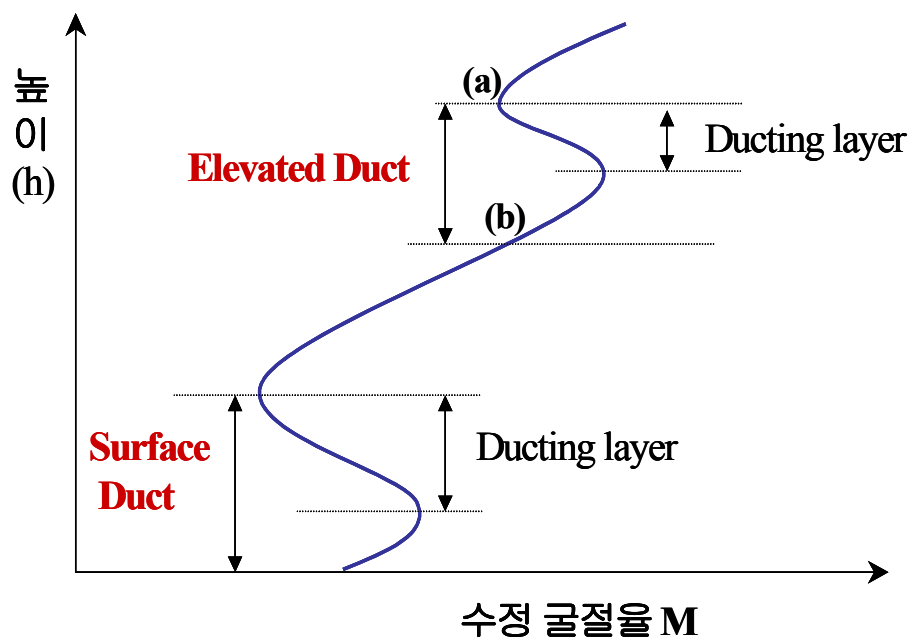 높
이
(h)
(a)
Ducting layer
Elevated Duct
(b)
Surface
Duct
Ducting layer
수정 굴절율 M